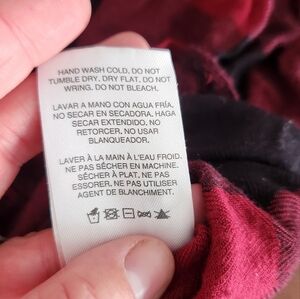 HAND WASH COLD. DO NOT
TUMBLE DRY. DRY FLAT. DO NOT
WRING. DO NOT BLEACH.
LAVAR A MANO CON AGUA FRÍA.
NO SECAR EN SECADORA. HAGA
SECAR EXTENDIDO. NO
RETORCER. NO USAR
BLANQUEADOR.
LAVER À LA MAIN À L'EAU FROID.
NE PAS SÉCHER EN MACHINE.
SÉCHER À PLAT. NE PAS
ESSORER. NE PAS UTILISER
AGENT DE BLANCHIMENT.